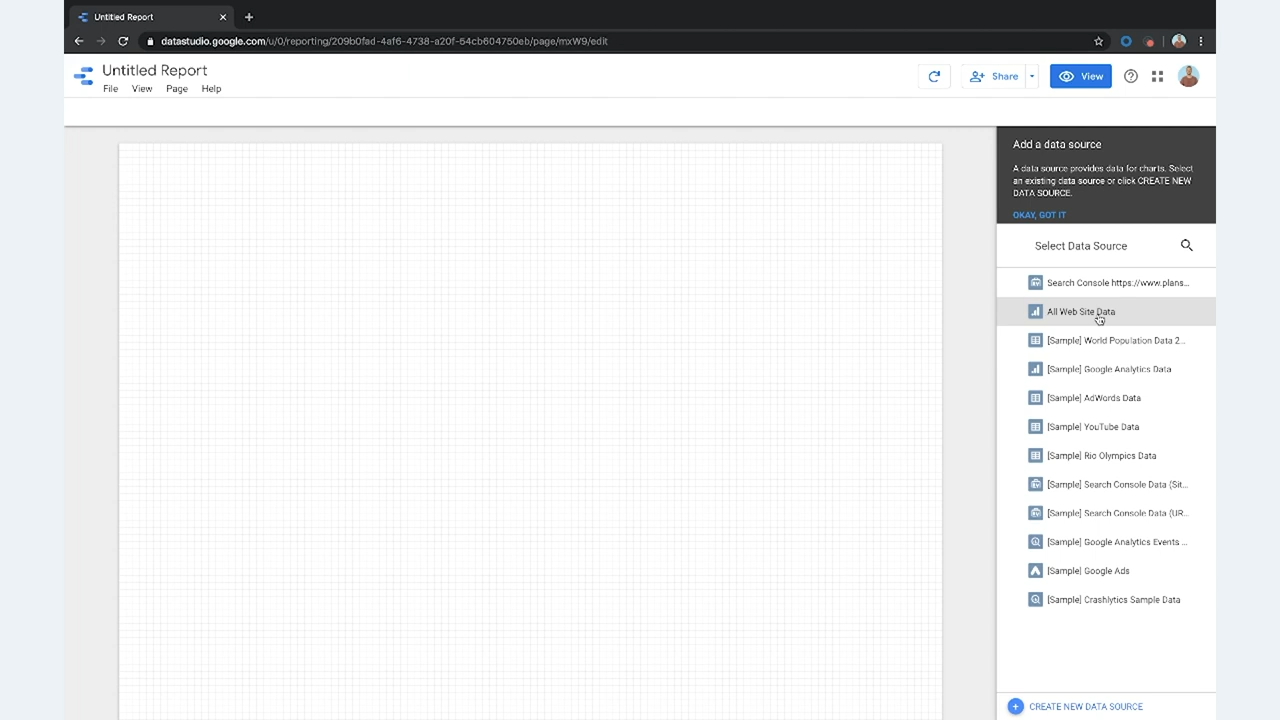 Untitled Report
datastudio.google.com/u/0/reporting/209b0fad-4af6-4738-a20f-54cb604750eb/page/mxW9/edit
Untitled Report
File View Page Help
Share
View
Add a data source
A data source provides data for charts. Select
an existing data source or click CREATE NEW
DATA SOURCE.
OKAY, GOT IT
Select Data Source
Search Console https://www.plans...
All Web Site Data
[Sample] World Population Data 2...
[Sample] Google Analytics Data
[Sample] AdWords Data
[Sample] YouTube Data
[Sample] Rio Olympics Data
[Sample] Search Console Data (Sit...
[Sample] Search Console Data (UR...
[Sample] Google Analytics Events ...
[Sample] Google Ads
[Sample] Crashlytics Sample Data
CREATE NEW DATA SOURCE